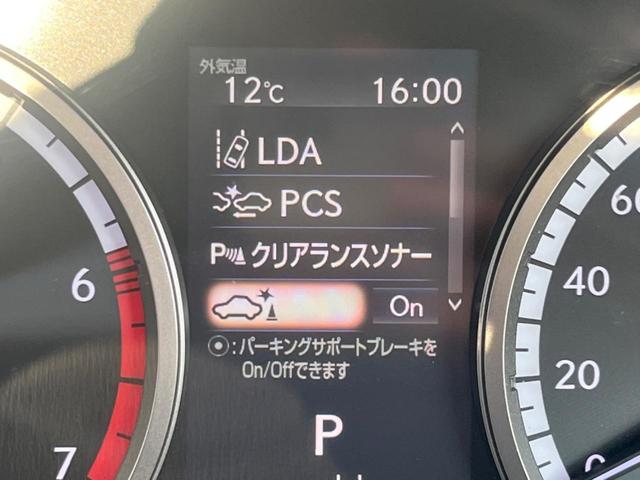 外気温
12℃ 16:00
LDA
PCS
P クリアランスソナー
On
⦿:パーキングサポートブレーキを
On/Offできます
P
6
7
60
40
20